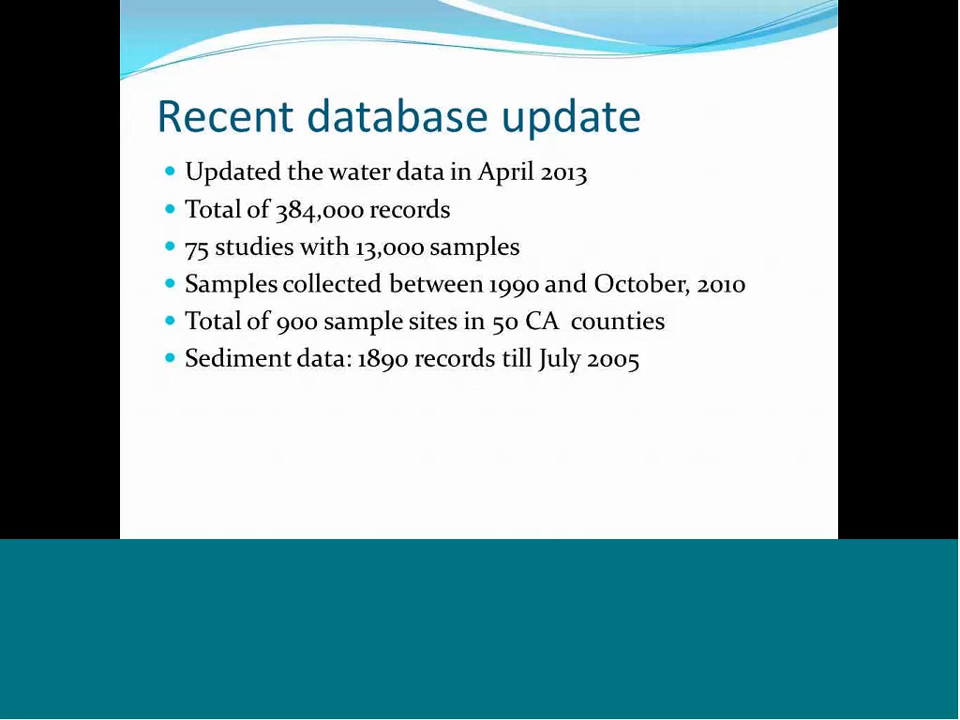 Recent database update
Updated the water data in April 2013
Total of 384,000 records
75 studies with 13,000 samples
Samples collected between 1990 and October, 2010
Total of 900 sample sites in 50 CA counties
Sediment data: 1890 records till July 2005